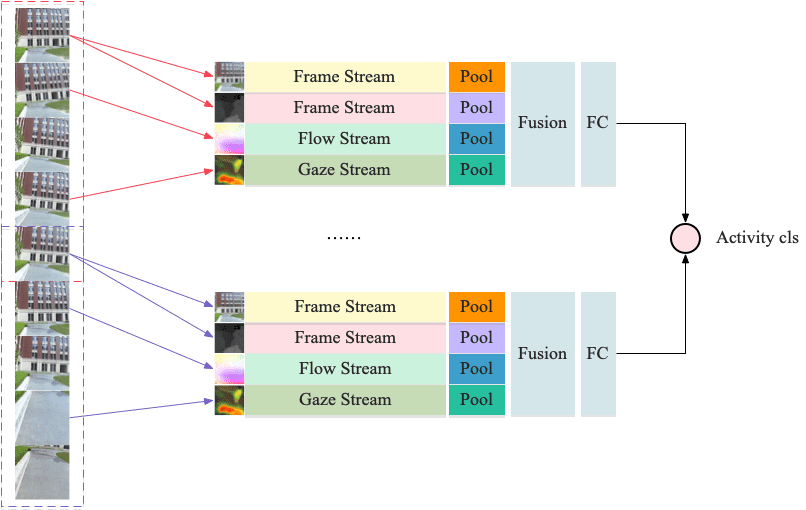 Frame Stream Pool
Frame Stream Pool
Flow Stream Pool
Gaze Stream Pool
Fusion FC
......
Activity cls
Frame Stream Pool
Frame Stream Pool
Flow Stream Pool
Gaze Stream Pool
Fusion FC